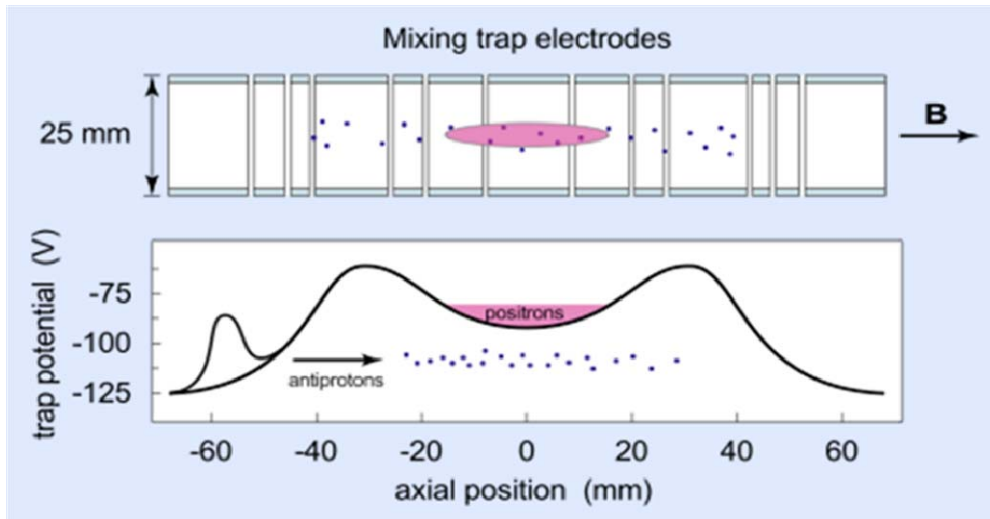 Mixing trap electrodes
25 mm
B
trap potential (V)
-75
-100
-125
positrons
antiprotons
-60 -40 -20 0 20 40 60
axial position (mm)